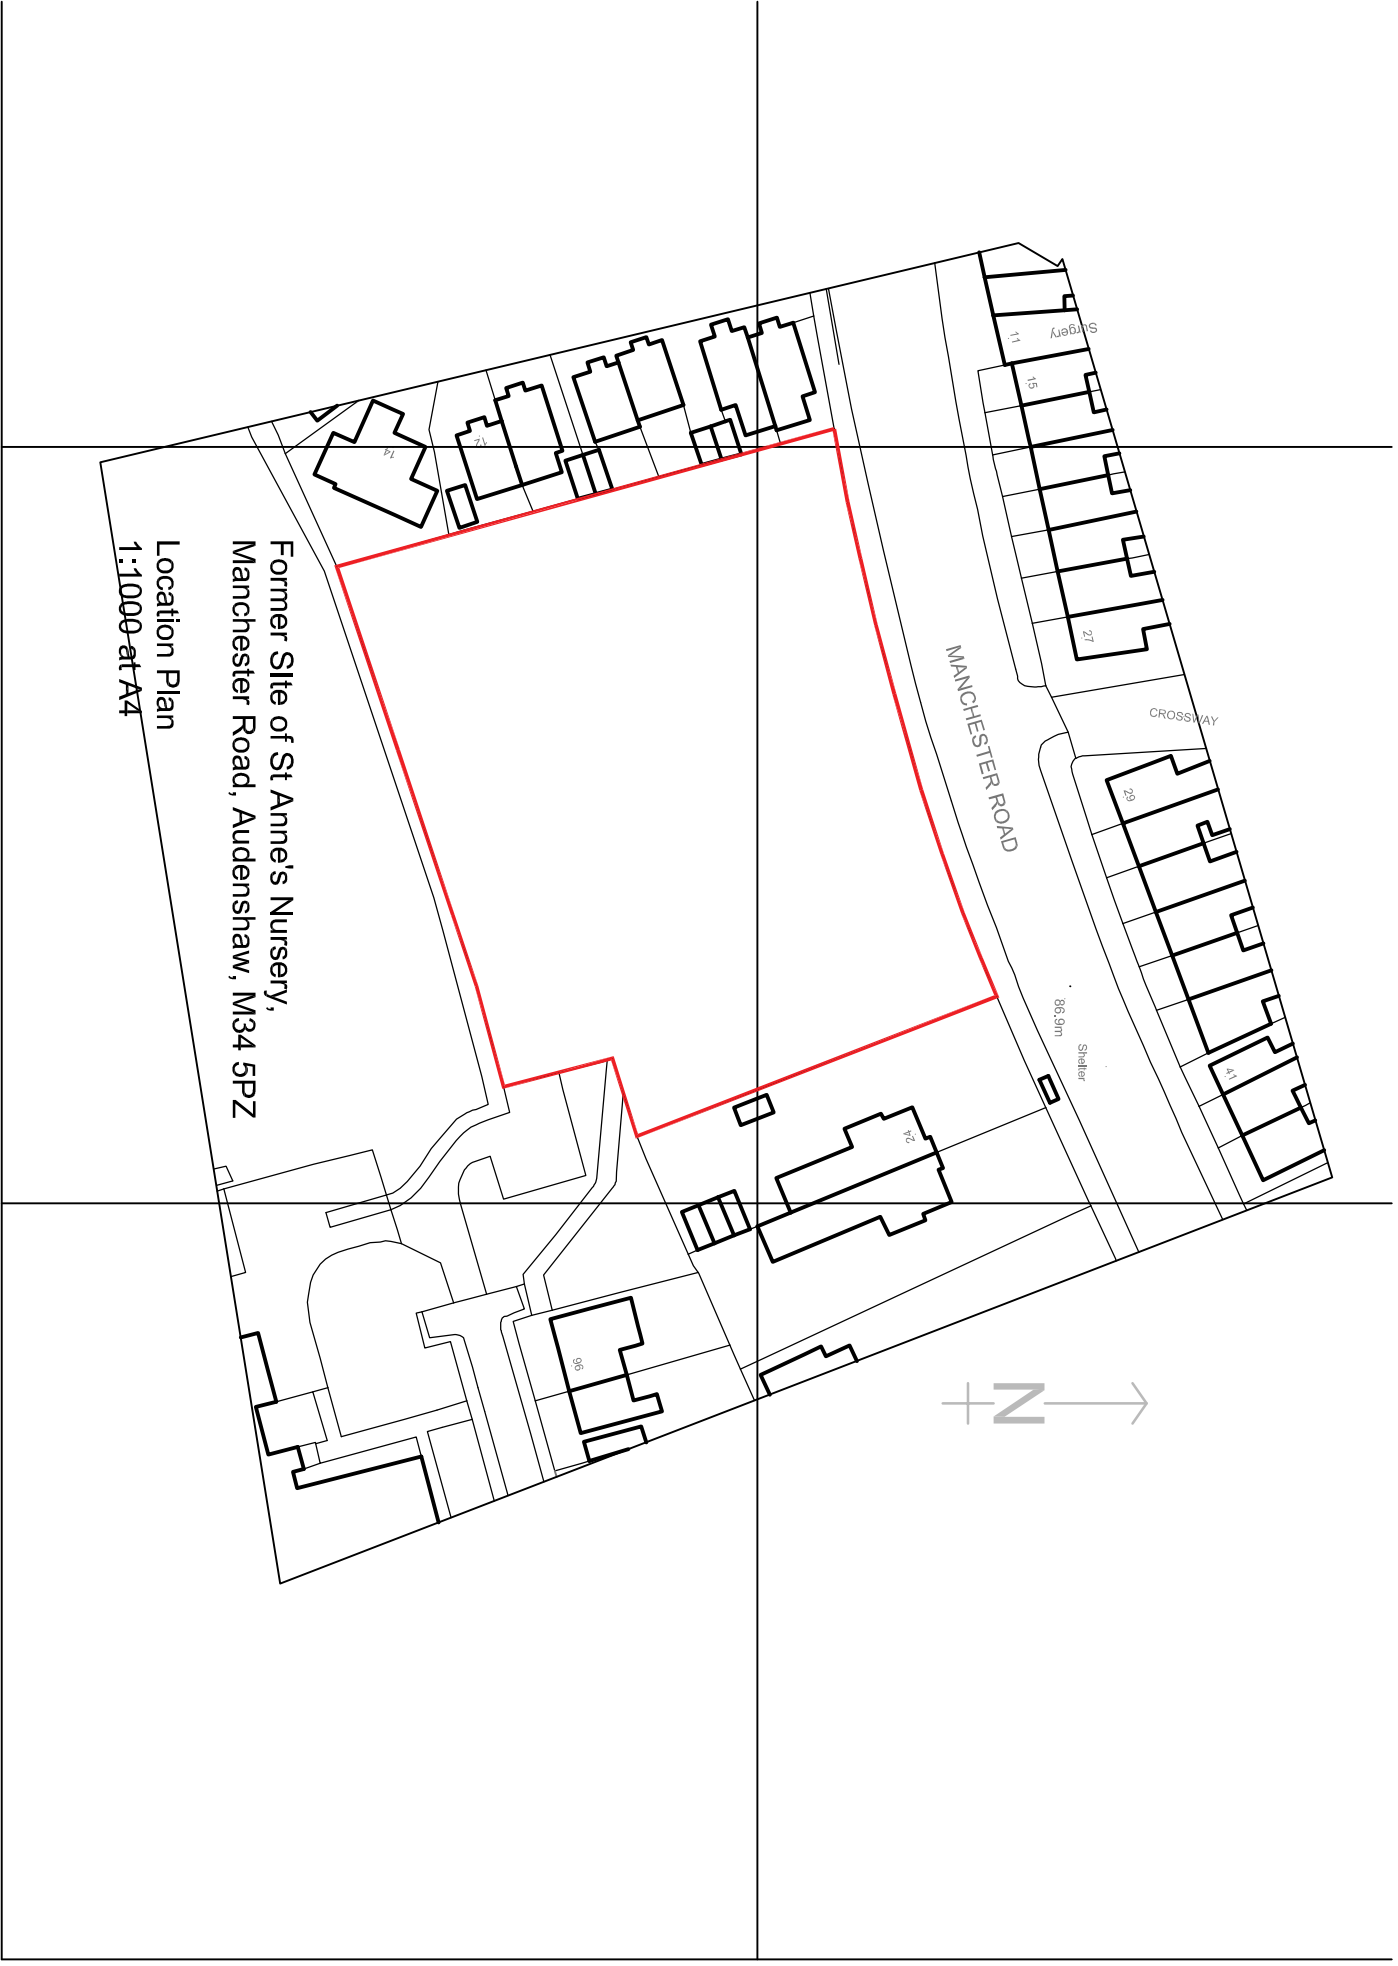 Former SIte of St Anne's Nursery,
Manchester Road, Audenshaw, M34 5PZ
Location Plan
1:1000 at A4
MANCHESTER ROAD
CROSSWAY
Surgery
11
15
27
29
41
86.9m
Shelter
24
12
14
96
N